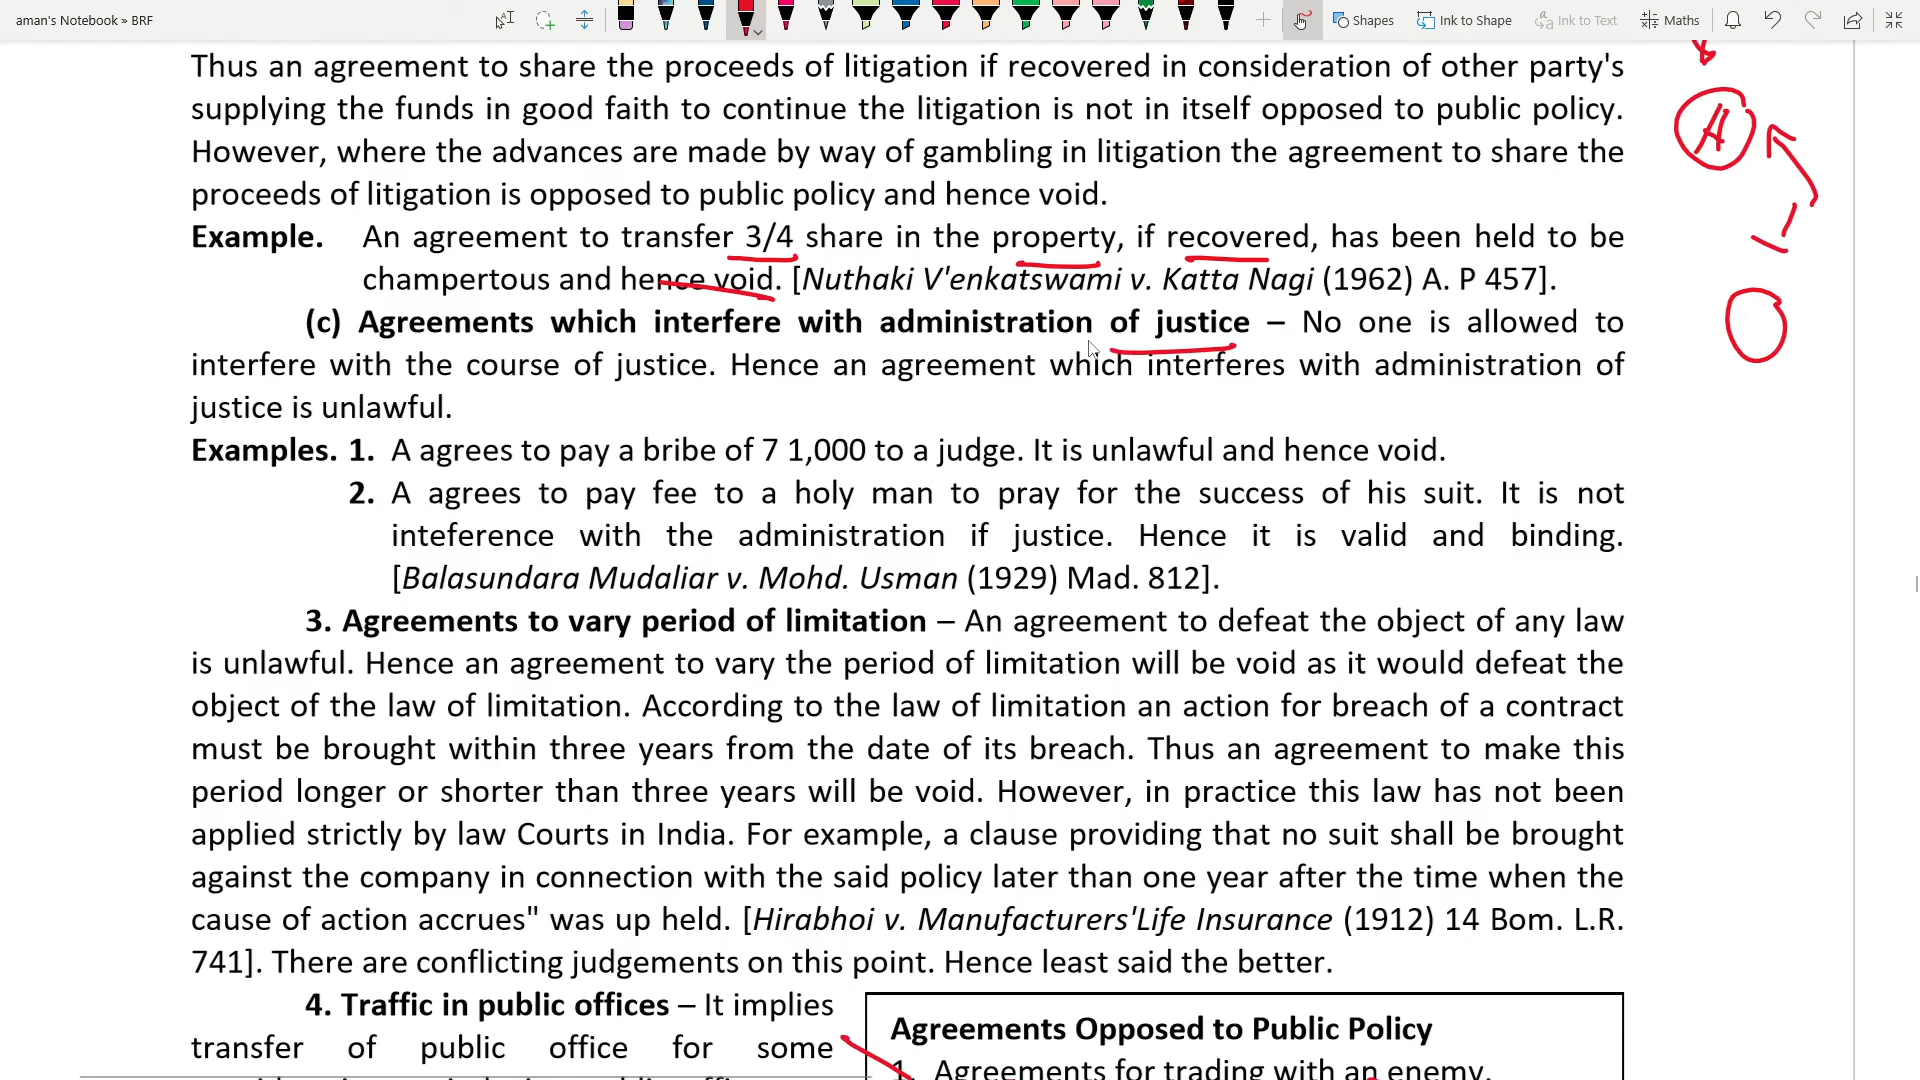 aman's Notebook » BRF
Shapes
Ink to Shape
Ink to Text
Maths
Thus an agreement to share the proceeds of litigation if recovered in consideration of other party's
supplying the funds in good faith to continue the litigation is not in itself opposed to public policy.
However, where the advances are made by way of gambling in litigation the agreement to share the
proceeds of litigation is opposed to public policy and hence void.
Example. An agreement to transfer 3/4 share in the property, if recovered, has been held to be
champertous and hence void. [Nuthaki V'enkatswami v. Katta Nagi (1962) A. P 457].
(c) Agreements which interfere with administration of justice – No one is allowed to
interfere with the course of justice. Hence an agreement which interferes with administration of
justice is unlawful.
Examples. 1. A agrees to pay a bribe of 7 1,000 to a judge. It is unlawful and hence void.
2. A agrees to pay fee to a holy man to pray for the success of his suit. It is not
inteference with the administration if justice. Hence it is valid and binding.
[Balasundara Mudaliar v. Mohd. Usman (1929) Mad. 812].
3. Agreements to vary period of limitation – An agreement to defeat the object of any law
is unlawful. Hence an agreement to vary the period of limitation will be void as it would defeat the
object of the law of limitation. According to the law of limitation an action for breach of a contract
must be brought within three years from the date of its breach. Thus an agreement to make this
period longer or shorter than three years will be void. However, in practice this law has not been
applied strictly by law Courts in India. For example, a clause providing that no suit shall be brought
against the company in connection with the said policy later than one year after the time when the
cause of action accrues" was up held. [Hirabhoi v. Manufacturers'Life Insurance (1912) 14 Bom. L.R.
741]. There are conflicting judgements on this point. Hence least said the better.
4. Traffic in public offices – It implies
transfer of public office for some
Agreements Opposed to Public Policy
1. Agreements for trading with an enemy.
A